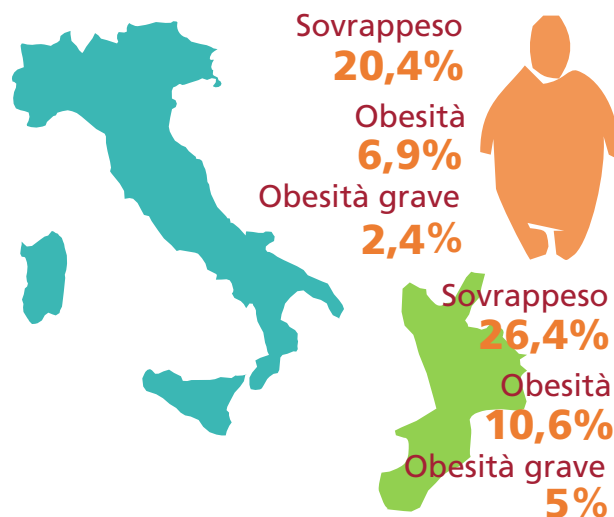 Sovrappeso
20,4%
Obesità
6,9%
Obesità grave
2,4%
Sovrappeso
26,4%
Obesità
10,6%
Obesità grave
5%